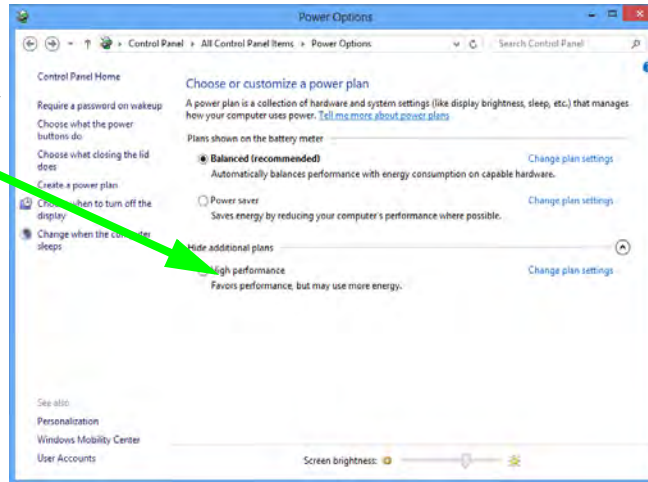 Power Options
Control Panel > All Control Panel Items > Power Options
Search Control Panel
Control Panel Home
Require a password on wakeup
Choose what the power
buttons do
Choose what closing the lid
does
Create a power plan
Choose when to turn off the
display
Change when the computer
sleeps
See also
Personalization
Windows Mobility Center
User Accounts
Choose or customize a power plan
A power plan is a collection of hardware and system settings (like display brightness, sleep, etc.) that manages
how your computer uses power. Tell me more about power plans
Plans shown on the battery meter
Balanced (recommended) Change plan settings
Automatically balances performance with energy consumption on capable hardware.
Power saver Change plan settings
Saves energy by reducing your computer's performance where possible.
Hide additional plans
High performance Change plan settings
Favors performance, but may use more energy.
Screen brightness: